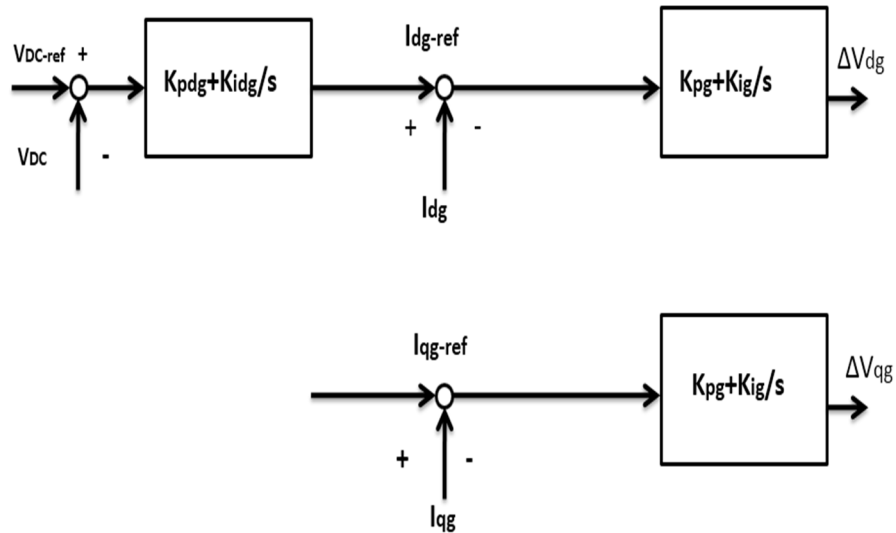 VDC-ref +
Kpdg+Kidg/s
VDC -
Idg-ref
+ -
Idg
Kpg+Kig/s
ΔVdg
Iqg-ref
+ -
Iqg
Kpg+Kig/s
ΔVqg